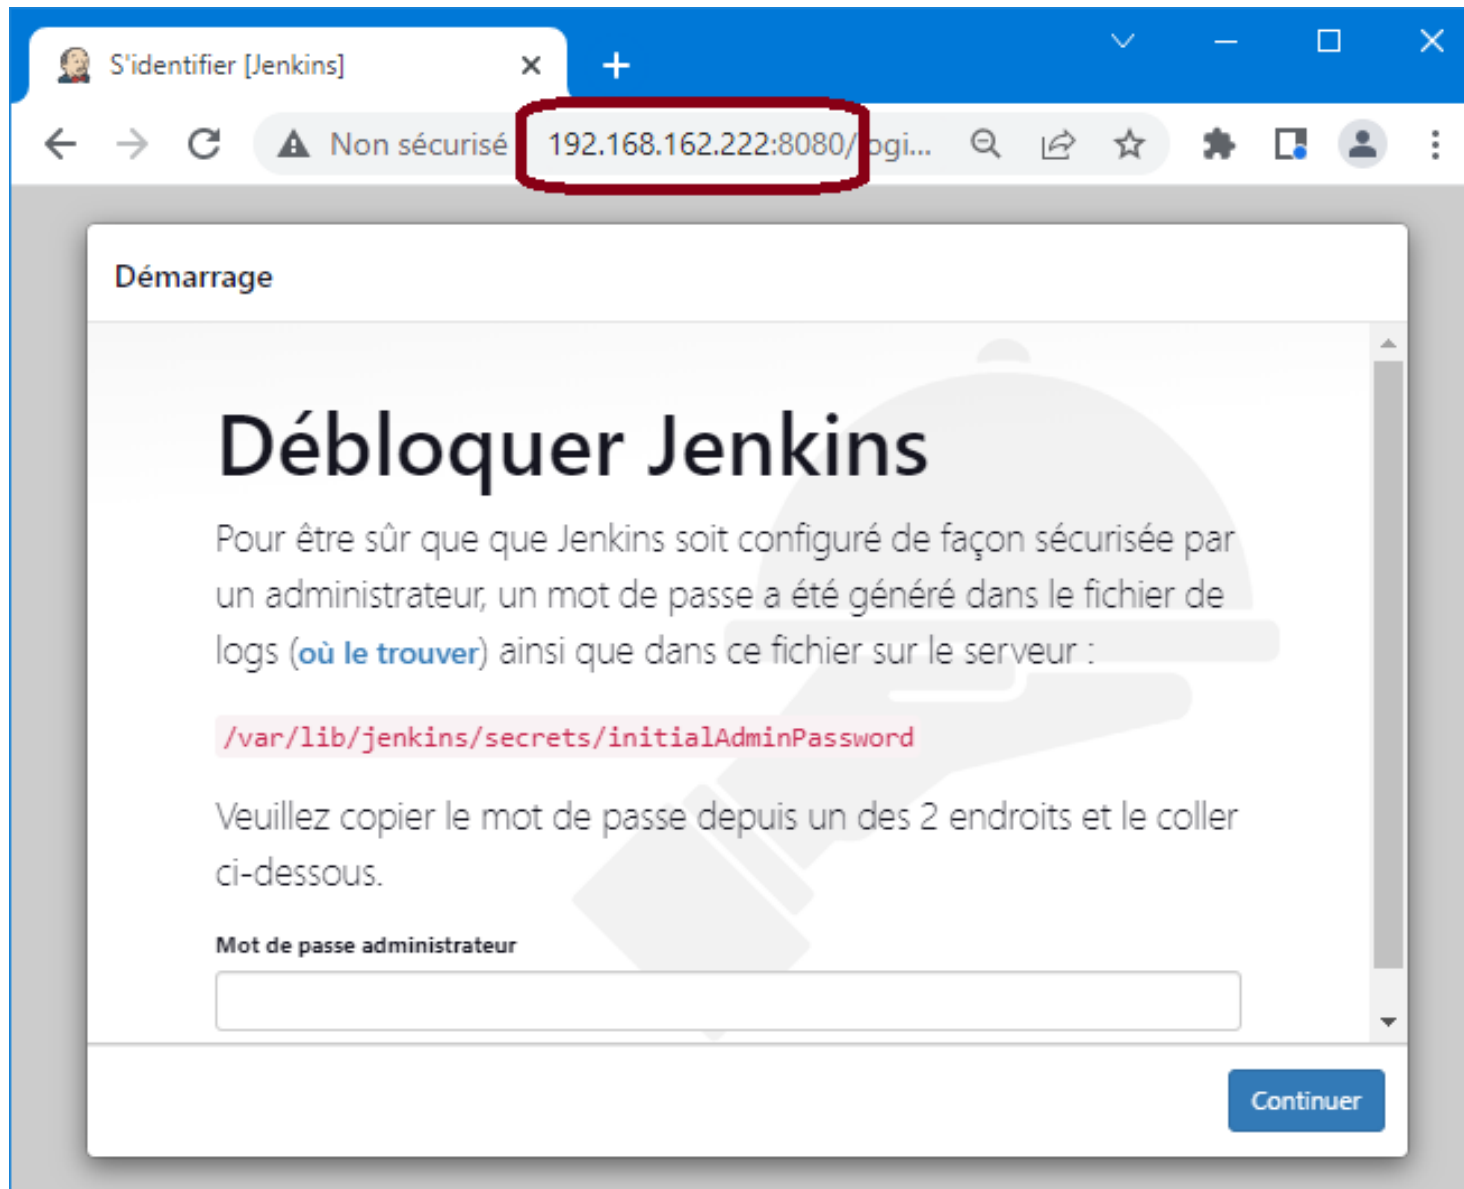 S'identifier [Jenkins]
Non sécurisé 192.168.162.222:8080/logi...
Démarrage
Débloquer Jenkins
Pour être sûr que que Jenkins soit configuré de façon sécurisée par
un administrateur, un mot de passe a été généré dans le fichier de
logs (où le trouver) ainsi que dans ce fichier sur le serveur :
/var/lib/jenkins/secrets/initialAdminPassword
Veuillez copier le mot de passe depuis un des 2 endroits et le coller
ci-dessous.
Mot de passe administrateur
Continuer